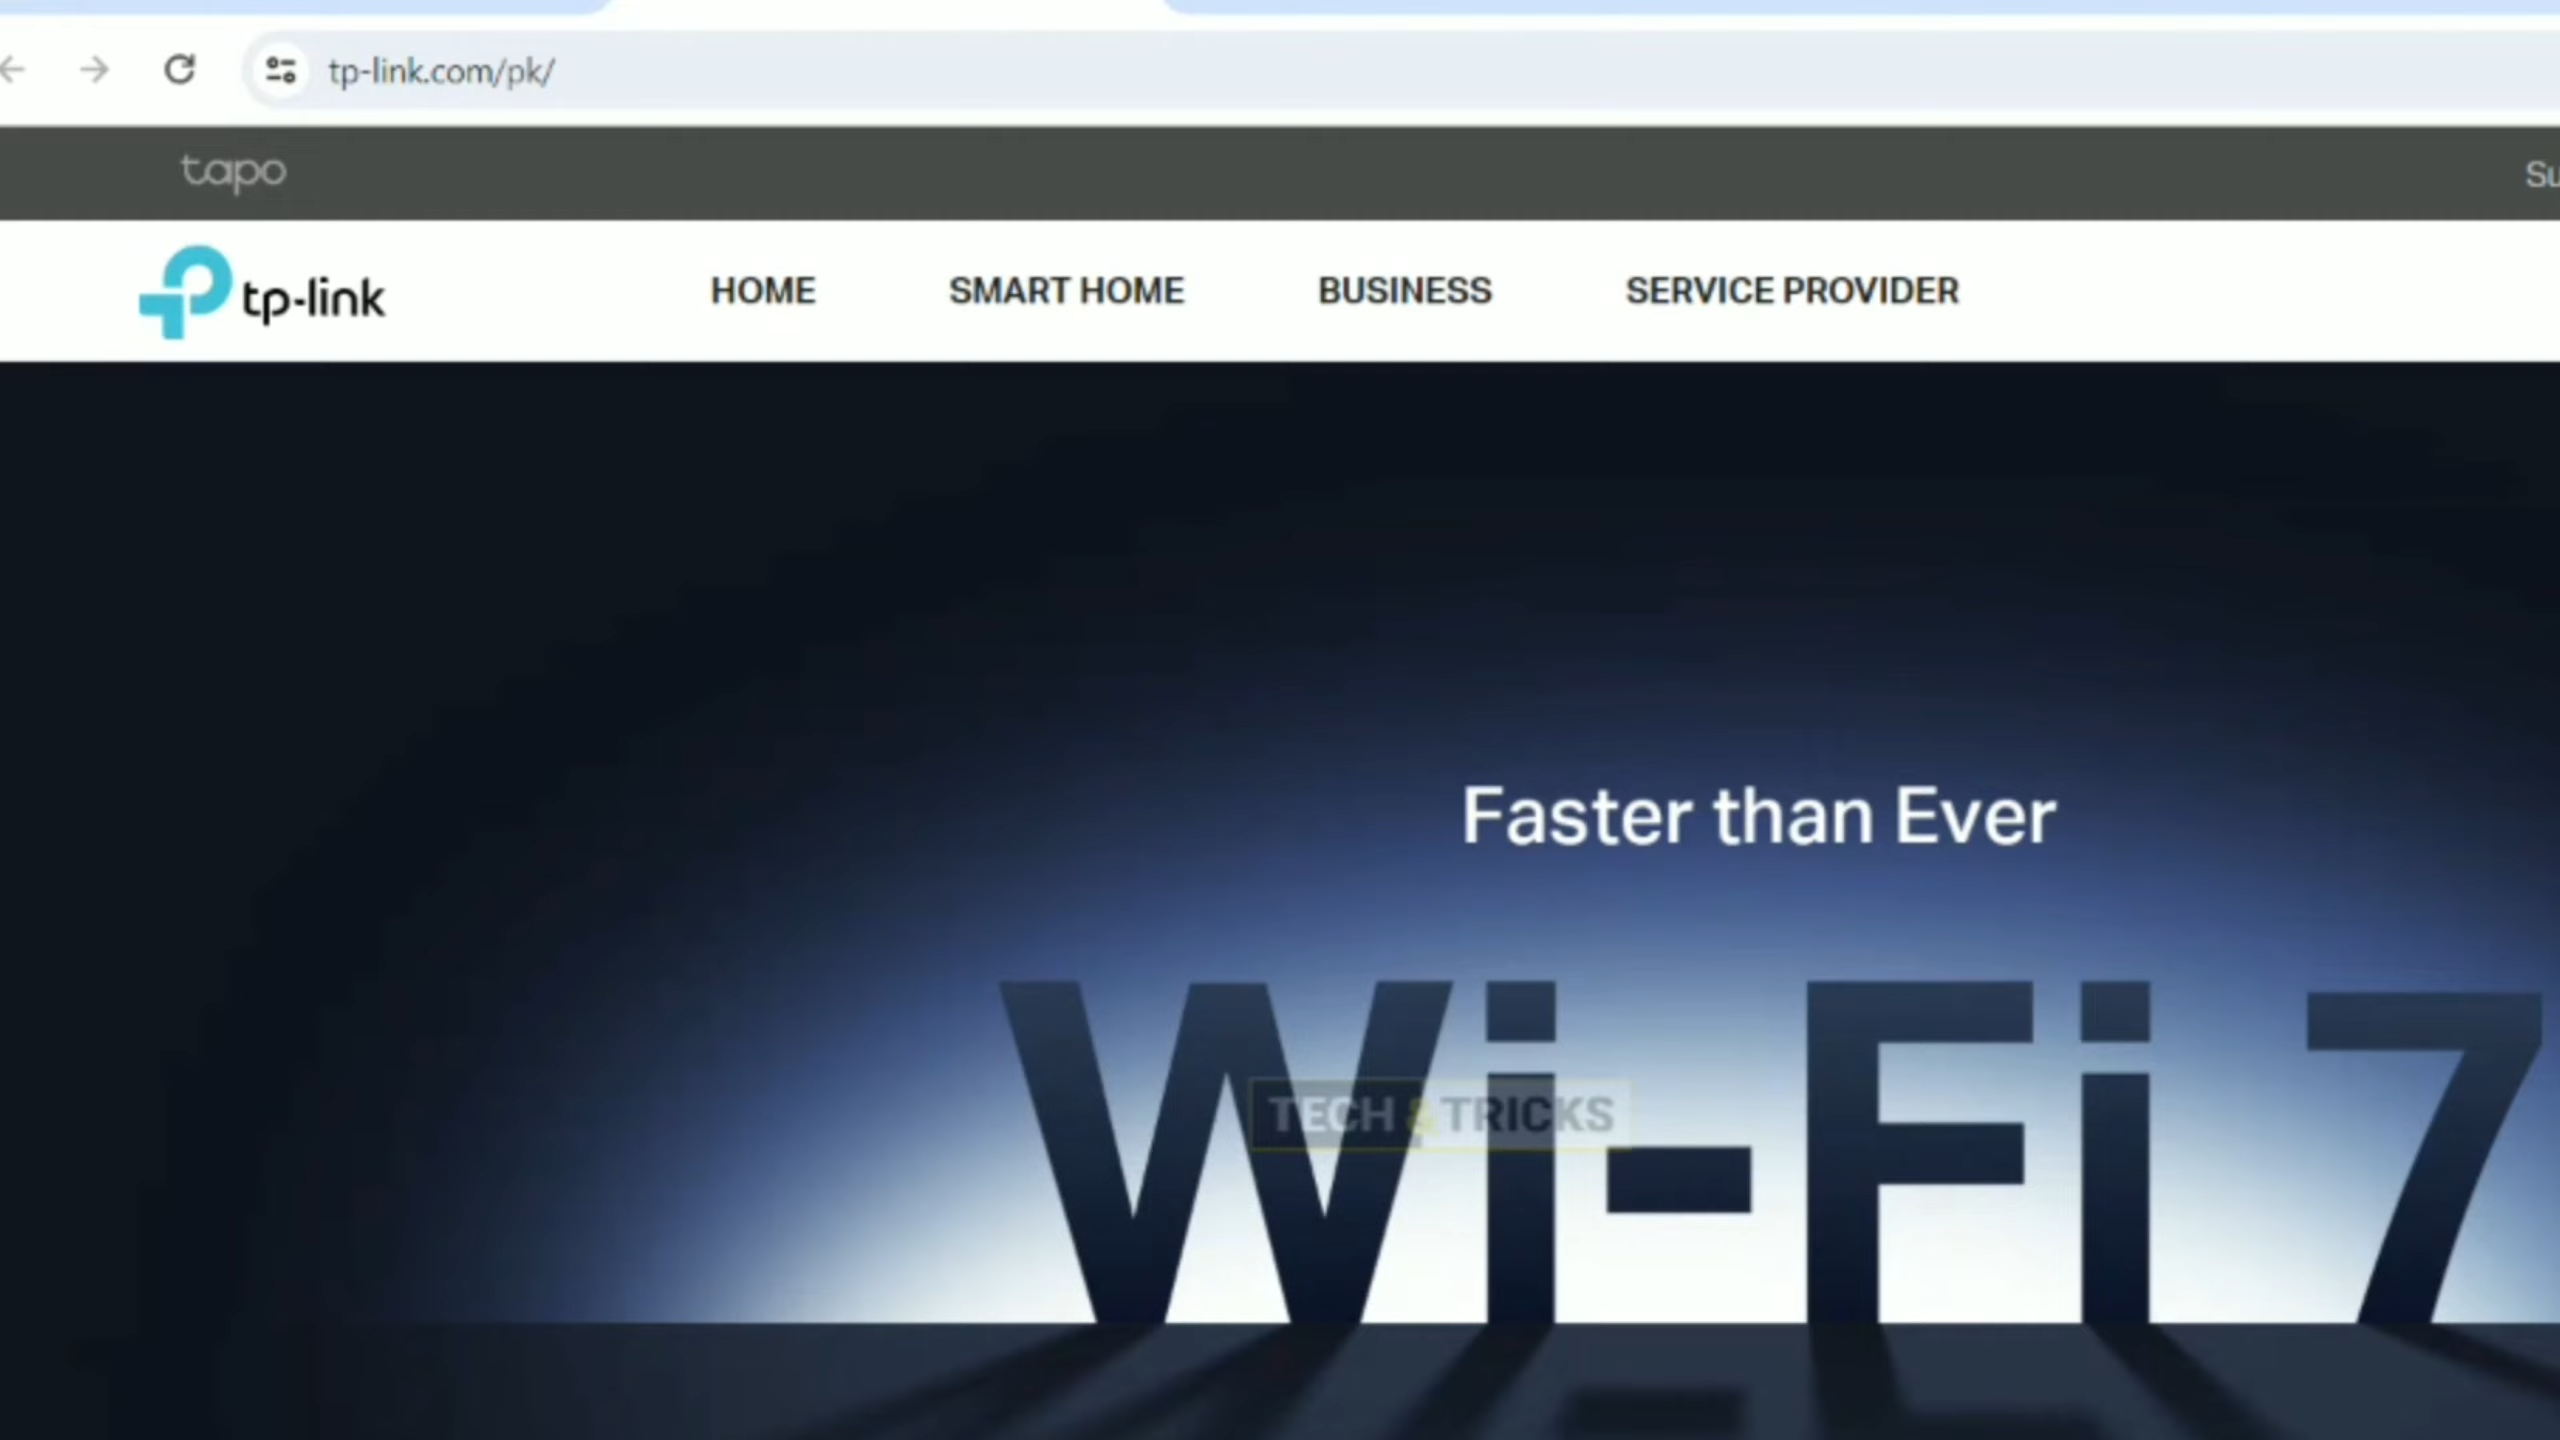 tp-link.com/pk/
tapo
tp-link
HOME
SMART HOME
BUSINESS
SERVICE PROVIDER
Faster than Ever
Wi-Fi 7
TECH & TRICKS